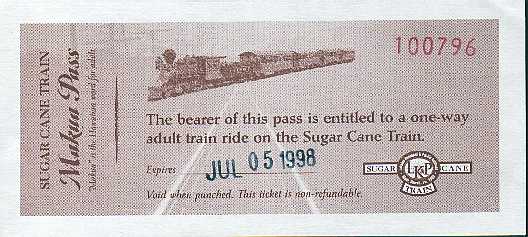 SUGAR CANE TRAIN
Makua Pass
"Makua" is the Hawaiian word for adult
100796
The bearer of this pass is entitled to a one-way
adult train ride on the Sugar Cane Train.
Expires JUL 05 1998
SUGAR LK&P CANE
TRAIN
Void when punched. This ticket is non-refundable.